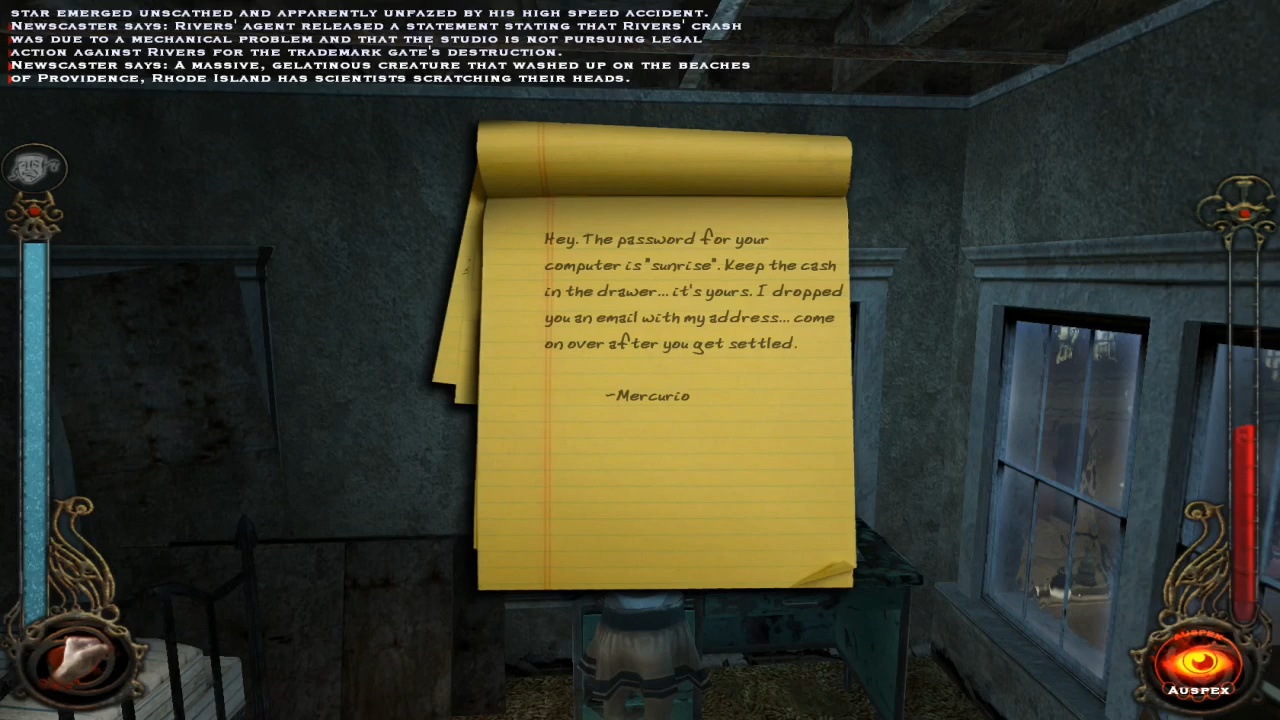 STAR EMERGED UNSCATHED AND APPARENTLY UNFAZED BY HIS HIGH SPEED ACCIDENT.
NEWSCASTER SAYS: RIVERS' AGENT RELEASED A STATEMENT STATING THAT RIVERS' CRASH
WAS DUE TO A MECHANICAL PROBLEM AND THAT THE STUDIO IS NOT PURSUING LEGAL
ACTION AGAINST RIVERS FOR THE TRADEMARK GATE'S DESTRUCTION.
NEWSCASTER SAYS: A MASSIVE, GELATINOUS CREATURE THAT WASHED UP ON THE BEACHES
OF PROVIDENCE, RHODE ISLAND HAS SCIENTISTS SCRATCHING THEIR HEADS.
Hey. The password for your
computer is "sunrise". Keep the cash
in the drawer... it's yours. I dropped
you an email with my address... come
on over after you get settled.
~Mercurio
AUSPEX
AUSPEX